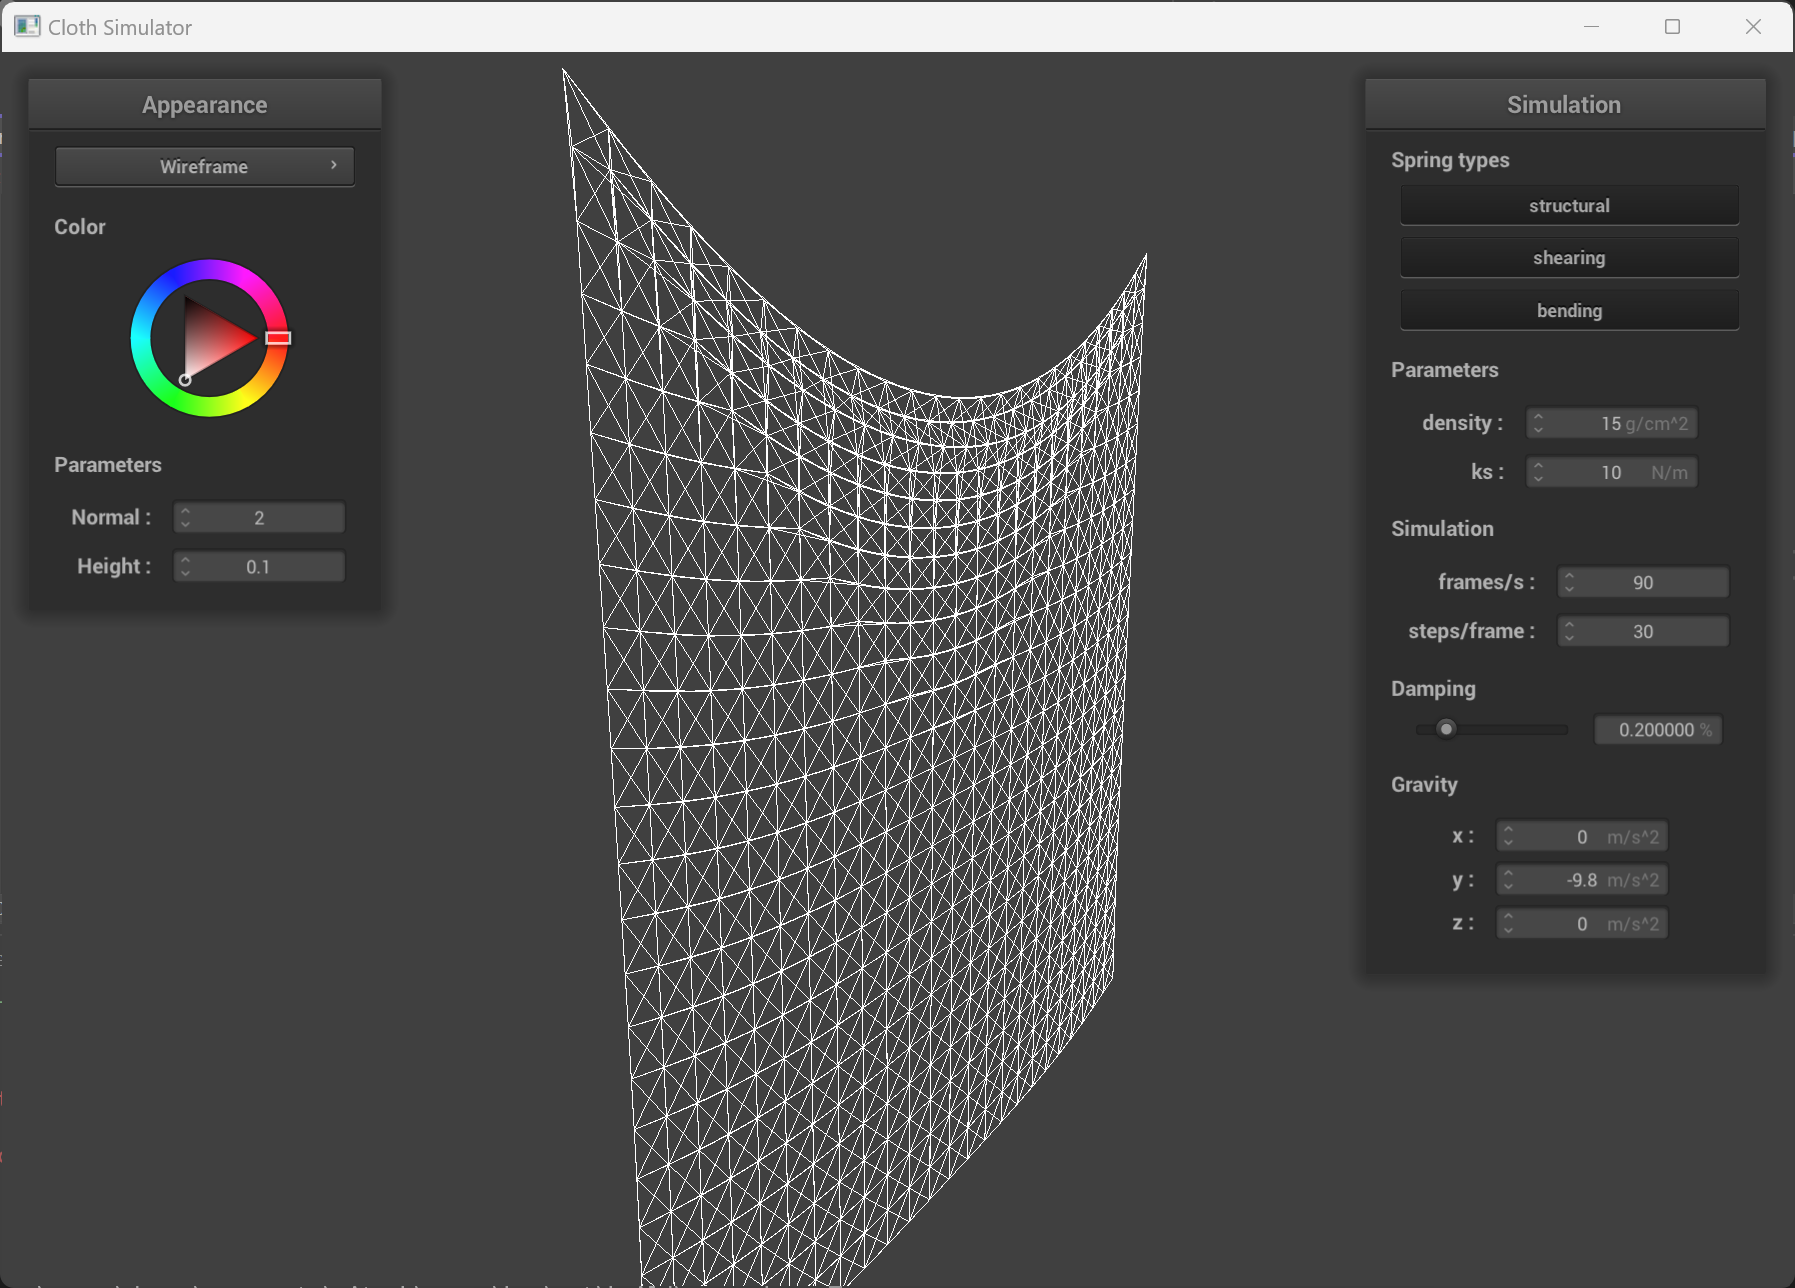 Cloth Simulator
Appearance
Wireframe
Color
Parameters
Normal : 2
Height : 0.1
Simulation
Spring types
structural
shearing
bending
Parameters
density : 15 g/cm^2
ks : 10 N/m
Simulation
frames/s : 90
steps/frame : 30
Damping
0.200000 %
Gravity
x : 0 m/s^2
y : -9.8 m/s^2
z : 0 m/s^2